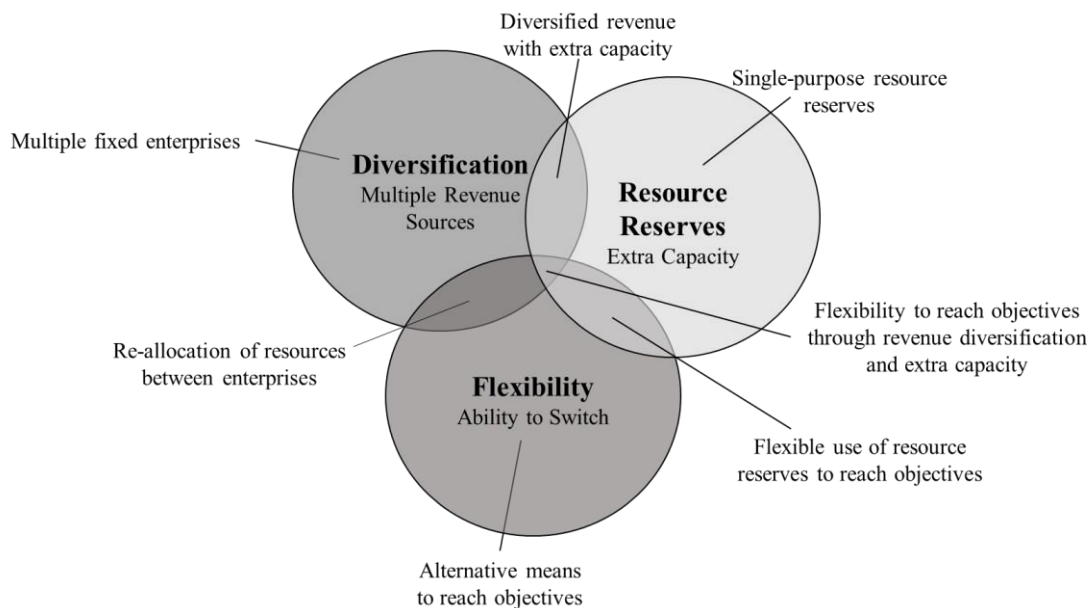 Diversified revenue
with extra capacity
Single-purpose resource
reserves
Multiple fixed enterprises
Diversification
Multiple Revenue
Sources
Resource
Reserves
Extra Capacity
Flexibility to reach objectives
through revenue diversification
and extra capacity
Re-allocation of resources
between enterprises
Flexibility
Ability to Switch
Flexible use of resource
reserves to reach objectives
Alternative means
to reach objectives